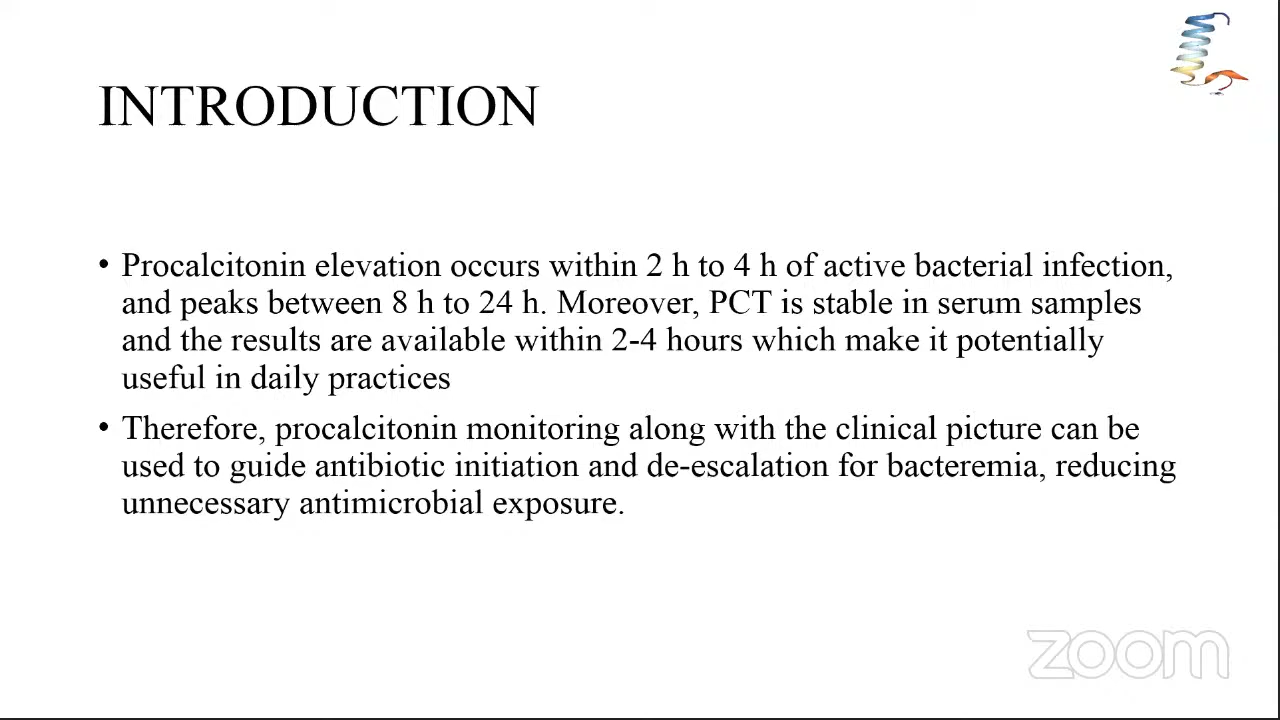 INTRODUCTION
• Procalcitonin elevation occurs within 2 h to 4 h of active bacterial infection,
and peaks between 8 h to 24 h. Moreover, PCT is stable in serum samples
and the results are available within 2-4 hours which make it potentially
useful in daily practices
• Therefore, procalcitonin monitoring along with the clinical picture can be
used to guide antibiotic initiation and de-escalation for bacteremia, reducing
unnecessary antimicrobial exposure.
zoom